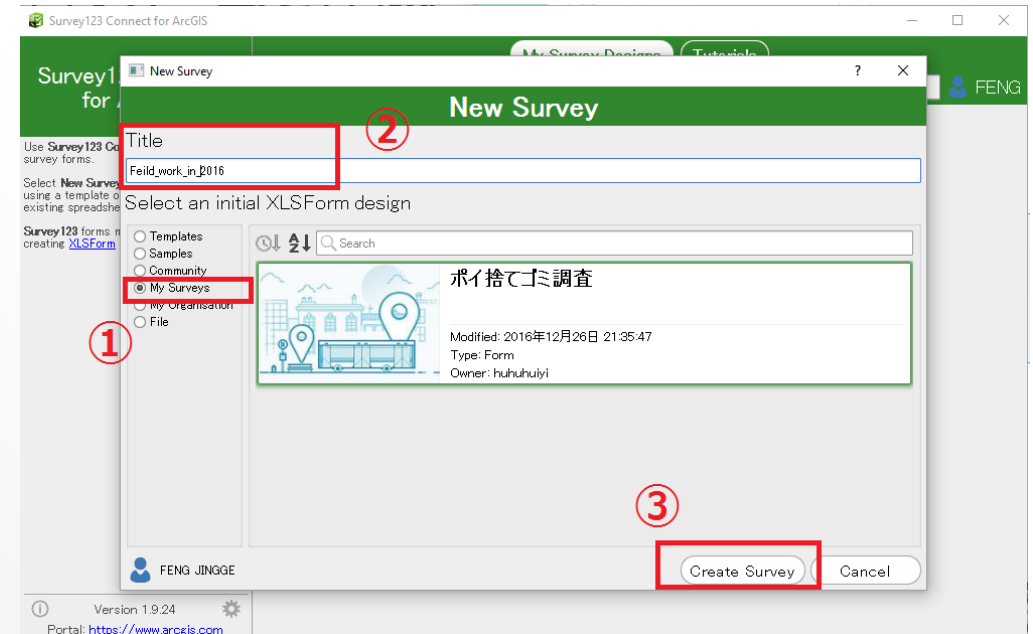 Survey123 Connect for ArcGIS
My Survey Designs
Tutorials
Survey1
for
FENG
Use Survey123 Co
survey forms.
Select New Survey
using a template o
existing spreadshe
Survey123 forms
creating XLSForm
New Survey
?
New Survey
②
Title
Feild_work_in_2016
Select an initial XLSForm design
Templates
Samples
Community
My Surveys
My Organisation
File
①
Search
ポイ捨てゴミ調査
Modified: 2016年12月26日 21:35:47
Type: Form
Owner: huhuhuiyi
③
FENG JINGGE
Create Survey
Cancel
Version 1.9.24
Portal: https://www.arcgis.com